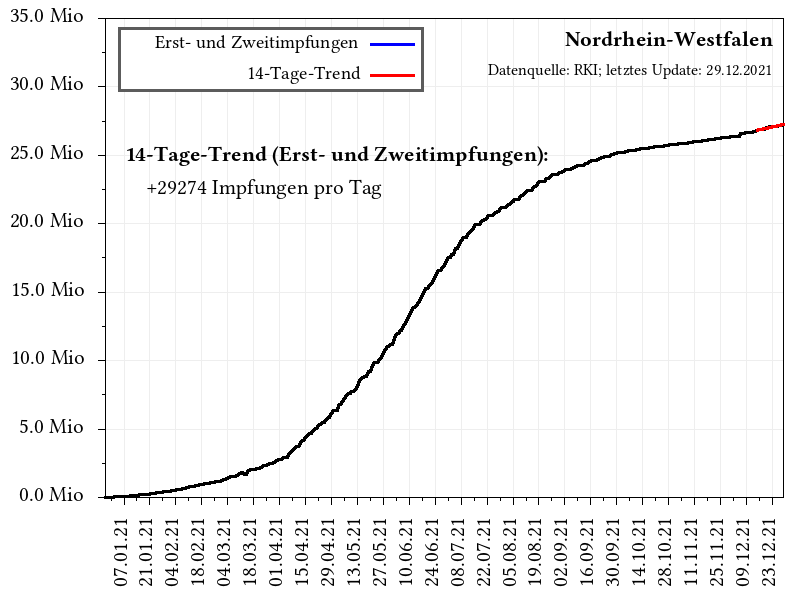 35.0 Mio
30.0 Mio
25.0 Mio
20.0 Mio
15.0 Mio
10.0 Mio
5.0 Mio
0.0 Mio
Erst- und Zweitimpfungen
14-Tage-Trend
Nordrhein-Westfalen
Datenquelle: RKI; letztes Update: 29.12.2021
14-Tage-Trend (Erst- und Zweitimpfungen):
+29274 Impfungen pro Tag
07.01.21
21.01.21
04.02.21
18.02.21
04.03.21
18.03.21
01.04.21
15.04.21
29.04.21
13.05.21
27.05.21
10.06.21
24.06.21
08.07.21
22.07.21
05.08.21
19.08.21
02.09.21
16.09.21
30.09.21
14.10.21
28.10.21
11.11.21
25.11.21
09.12.21
23.12.21